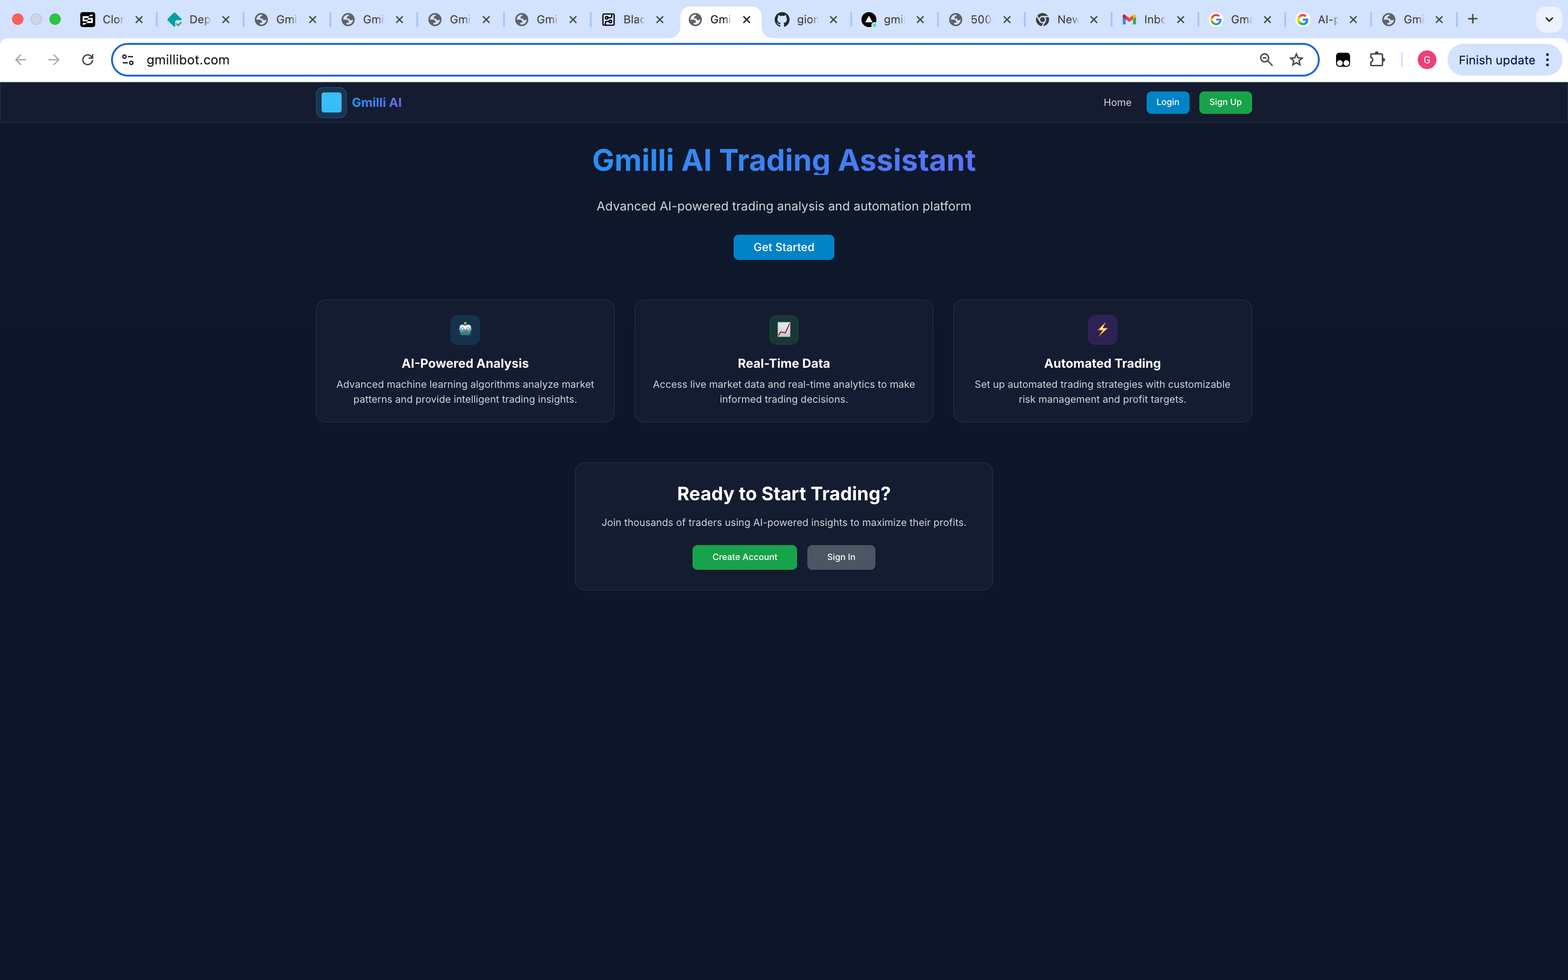 Clon
Dep
Gmi
Gmi
Gmi
Gmi
Blac
Gmi
gion
gmil
500
New
Inbo
Gma
AI-p
Gmi
gmillibot.com
G
Finish update
Gmilli AI
Home
Login
Sign Up
Gmilli AI Trading Assistant
Advanced AI-powered trading analysis and automation platform
Get Started
AI-Powered Analysis
Advanced machine learning algorithms analyze market
patterns and provide intelligent trading insights.
Real-Time Data
Access live market data and real-time analytics to make
informed trading decisions.
Automated Trading
Set up automated trading strategies with customizable
risk management and profit targets.
Ready to Start Trading?
Join thousands of traders using AI-powered insights to maximize their profits.
Create Account
Sign In